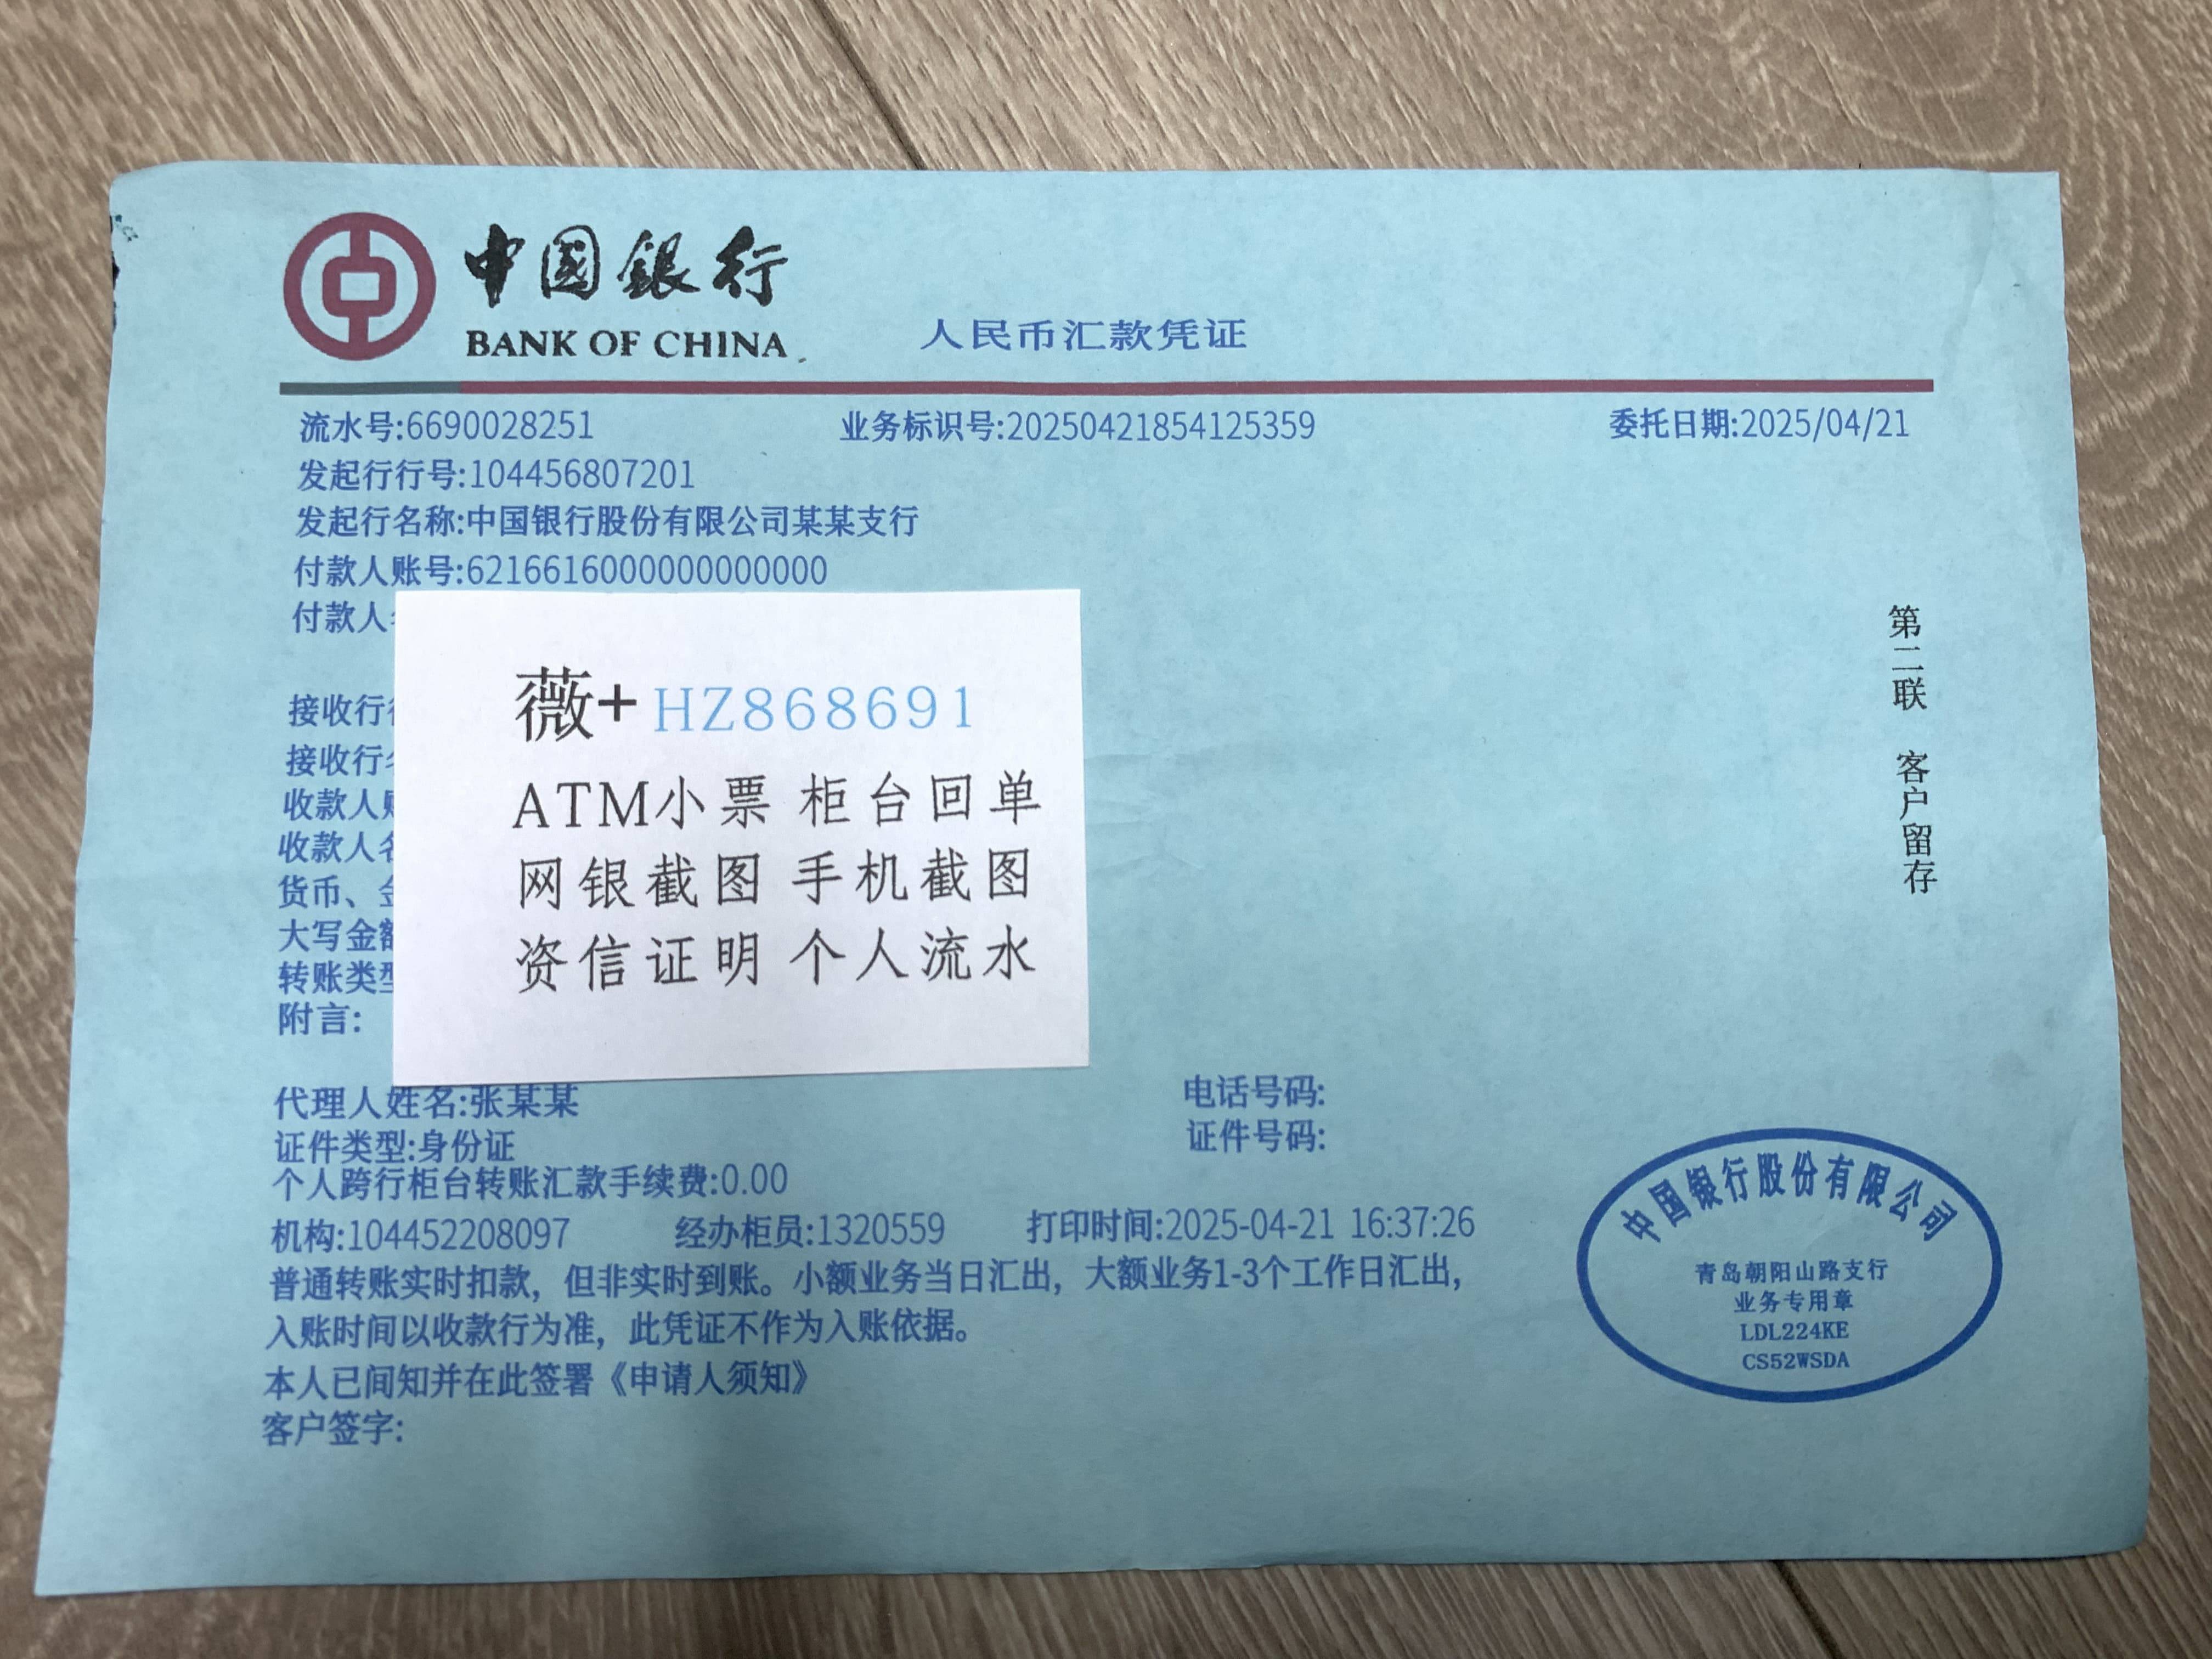 中国銀行
BANK OF CHINA
人民币汇款凭证
流水号:6690028251 业务标识号:20250421854125359 委托日期:2025/04/21
发起行行号:104456807201
发起行名称:中国银行股份有限公司某某支行
付款人账号:6216616000000000000
付款人
接收行
接收行
收款人
收款人名
货币、金
大写金额
转账类型
附言:
薇+HZ868691
ATM小票 柜台回单
网银截图 手机截图
资信证明 个人流水
第二联 客户留存
代理人姓名:张某某 电话号码:
证件类型:身份证 证件号码:
个人跨行柜台转账汇款手续费:0.00
机构:104452208097 经办柜员:1320559 打印时间:2025-04-21 16:37:26
普通转账实时扣款，但非实时到账。小额业务当日汇出，大额业务1-3个工作日汇出，
入账时间以收款行为准，此凭证不作为入账依据。
本人已间知并在此签署《申请人须知》
客户签字:
中国银行股份有限公司
青岛朝阳山路支行
业务专用章
LDL224KE
CS52WSDA